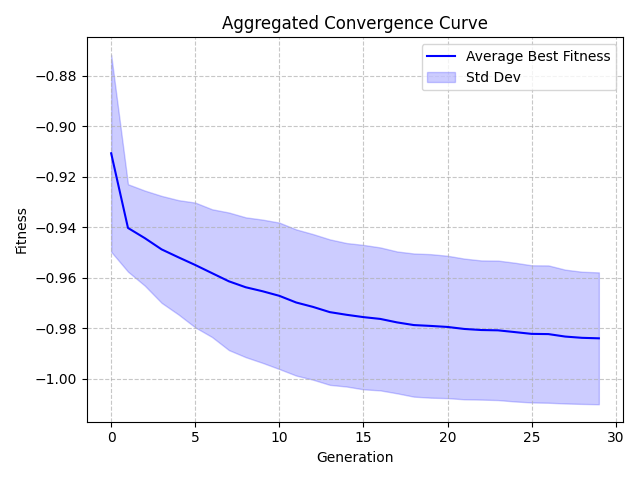 Aggregated Convergence Curve
Average Best Fitness
Std Dev
−0.88
−0.90
−0.92
−0.94
−0.96
−0.98
−1.00
Fitness
0 5 10 15 20 25 30
Generation